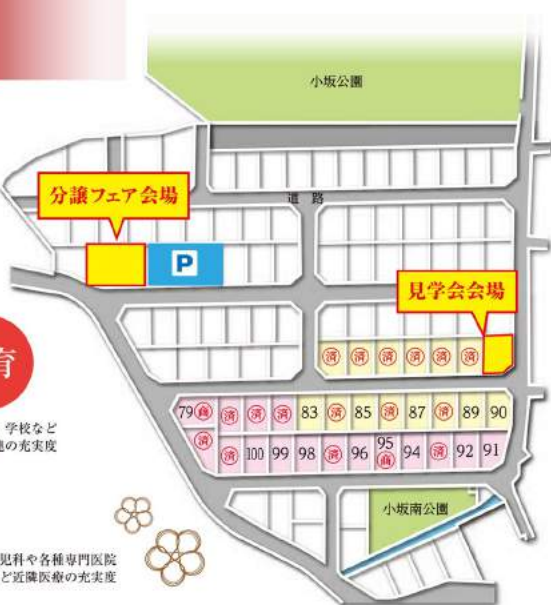 小坂公園
分譲フェア会場
道路
P
見学会会場
済 済 済 済 済 済
育
79 商 済 済 済 83 済 85 済 87 済 89 90
学校など
の充実度
済 済 100 99 98 済 96 95 商 94 済 92 91
小坂南公園
児科や各種専門医院
ど近隣医療の充実度